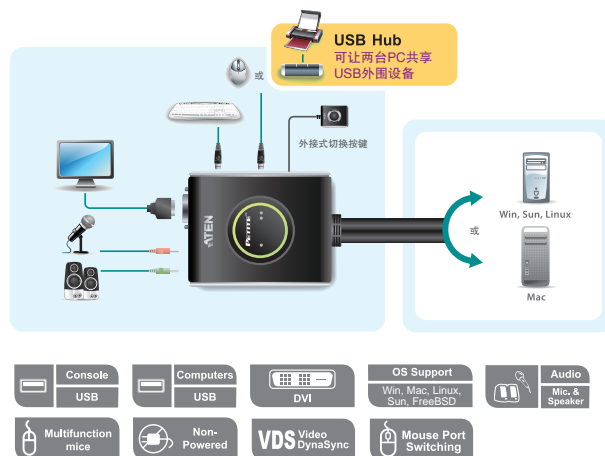 USB Hub
可让两台PC共享
USB外围设备
或
外接式切换按键
ATEN
PETITE
Win, Sun, Linux
或
Mac
Console
USB
Computers
USB
DVI
OS Support
Win, Mac, Linux,
Sun, FreeBSD
Audio
Mic. &
Speaker
Multifunction
mice
Non-
Powered
VDS Video
DynaSync
Mouse Port
Switching